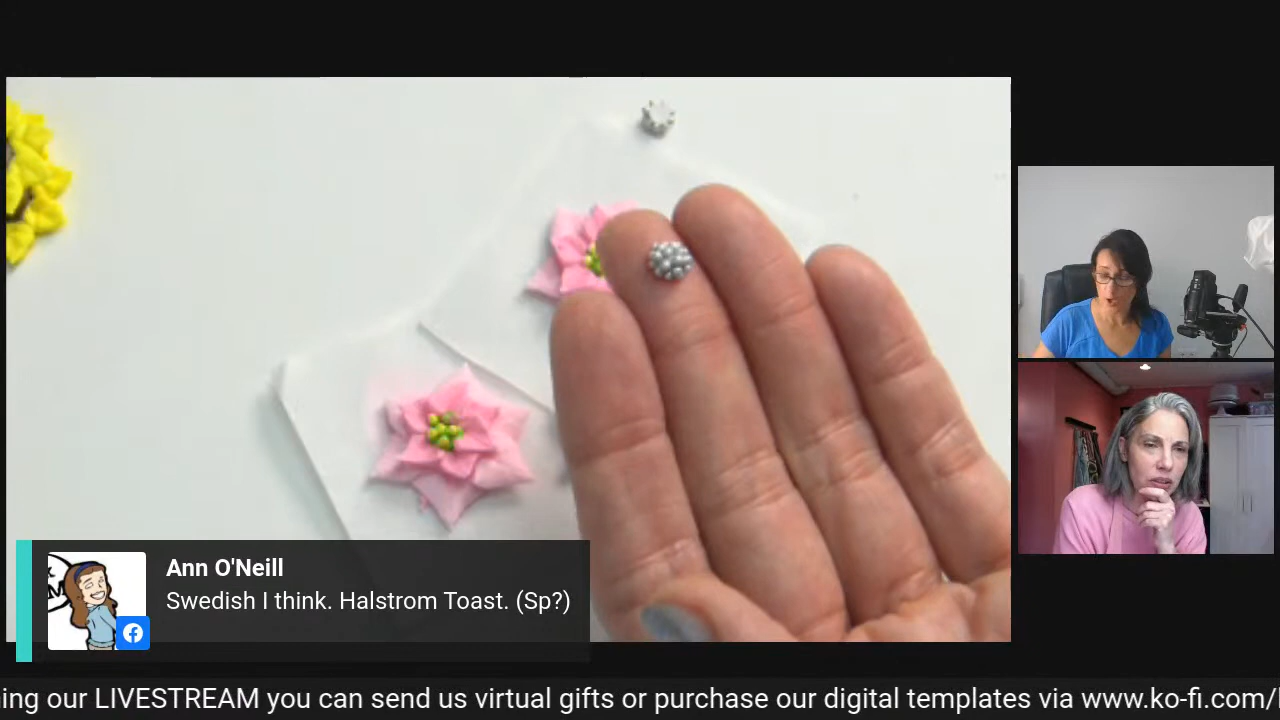 Ann O'Neill
Swedish I think. Halstrom Toast. (Sp?)
ing our LIVESTREAM you can send us virtual gifts or purchase our digital templates via www.ko-fi.com/